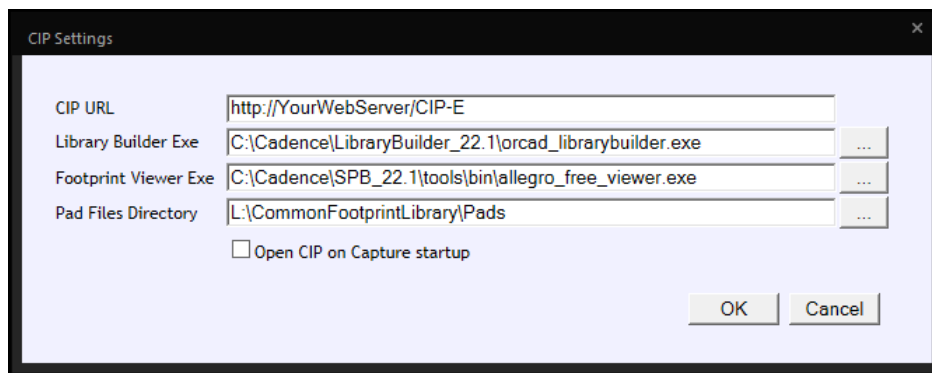 CIP Settings ×
CIP URL http://YourWebServer/CIP-E
Library Builder Exe C:\Cadence\LibraryBuilder_22.1\orcad_librarybuilder.exe ...
Footprint Viewer Exe C:\Cadence\SPB_22.1\tools\bin\allegro_free_viewer.exe ...
Pad Files Directory L:\CommonFootprintLibrary\Pads ...
Open CIP on Capture startup
OK Cancel